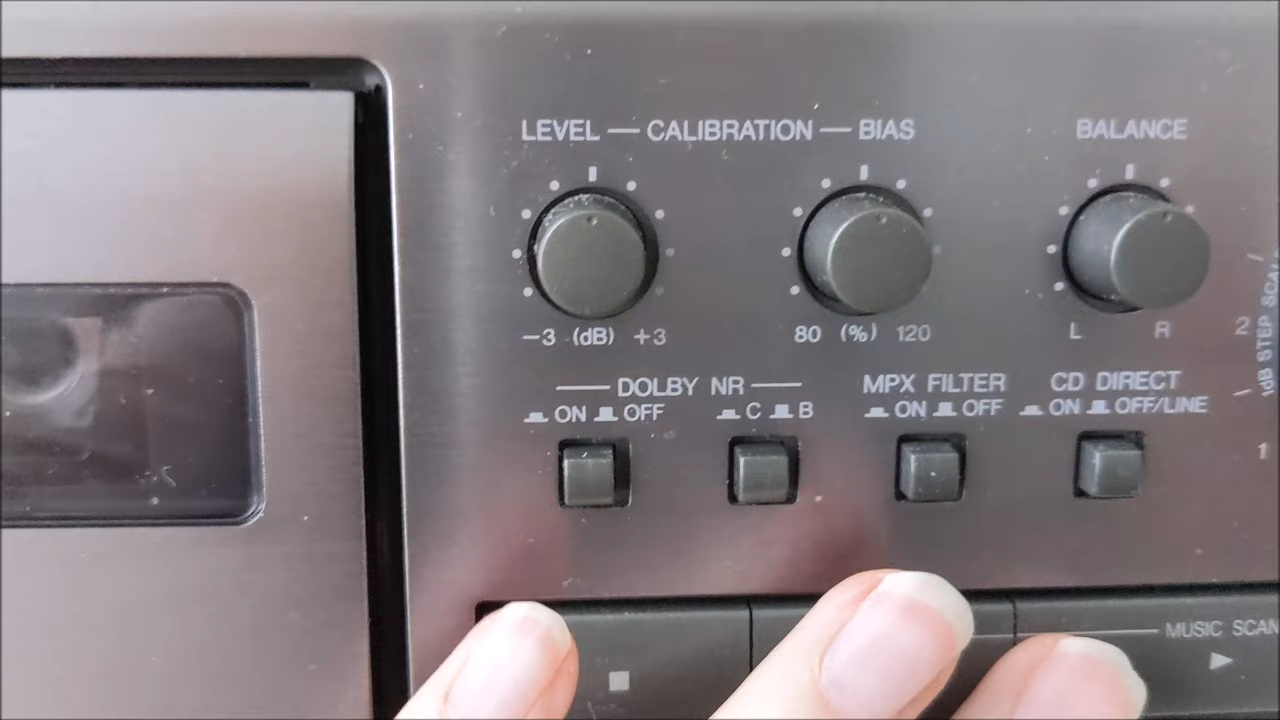 LEVEL — CALIBRATION — BIAS
BALANCE
−3 (dB) +3
80 (%) 120
L R
2
1dB STEP
DOLBY NR
ON OFF
C B
MPX FILTER
ON OFF
CD DIRECT
ON OFF/LINE
1
MUSIC SCAN